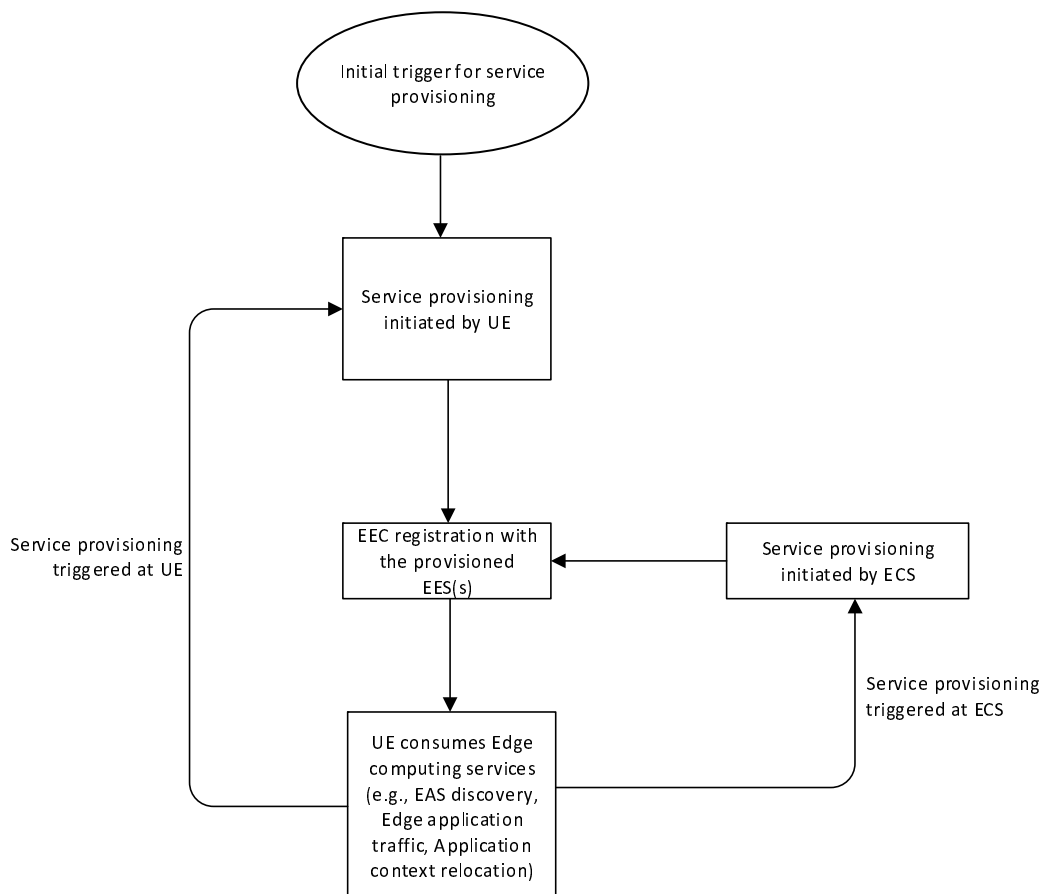 Initial trigger for service
provisioning
Service provisioning
initiated by UE
Service provisioning
triggered at UE
EEC registration with
the provisioned
EES(s)
Service provisioning
initiated by ECS
Service provisioning
triggered at ECS
UE consumes Edge
computing services
(e.g., EAS discovery,
Edge application
traffic, Application
context relocation)